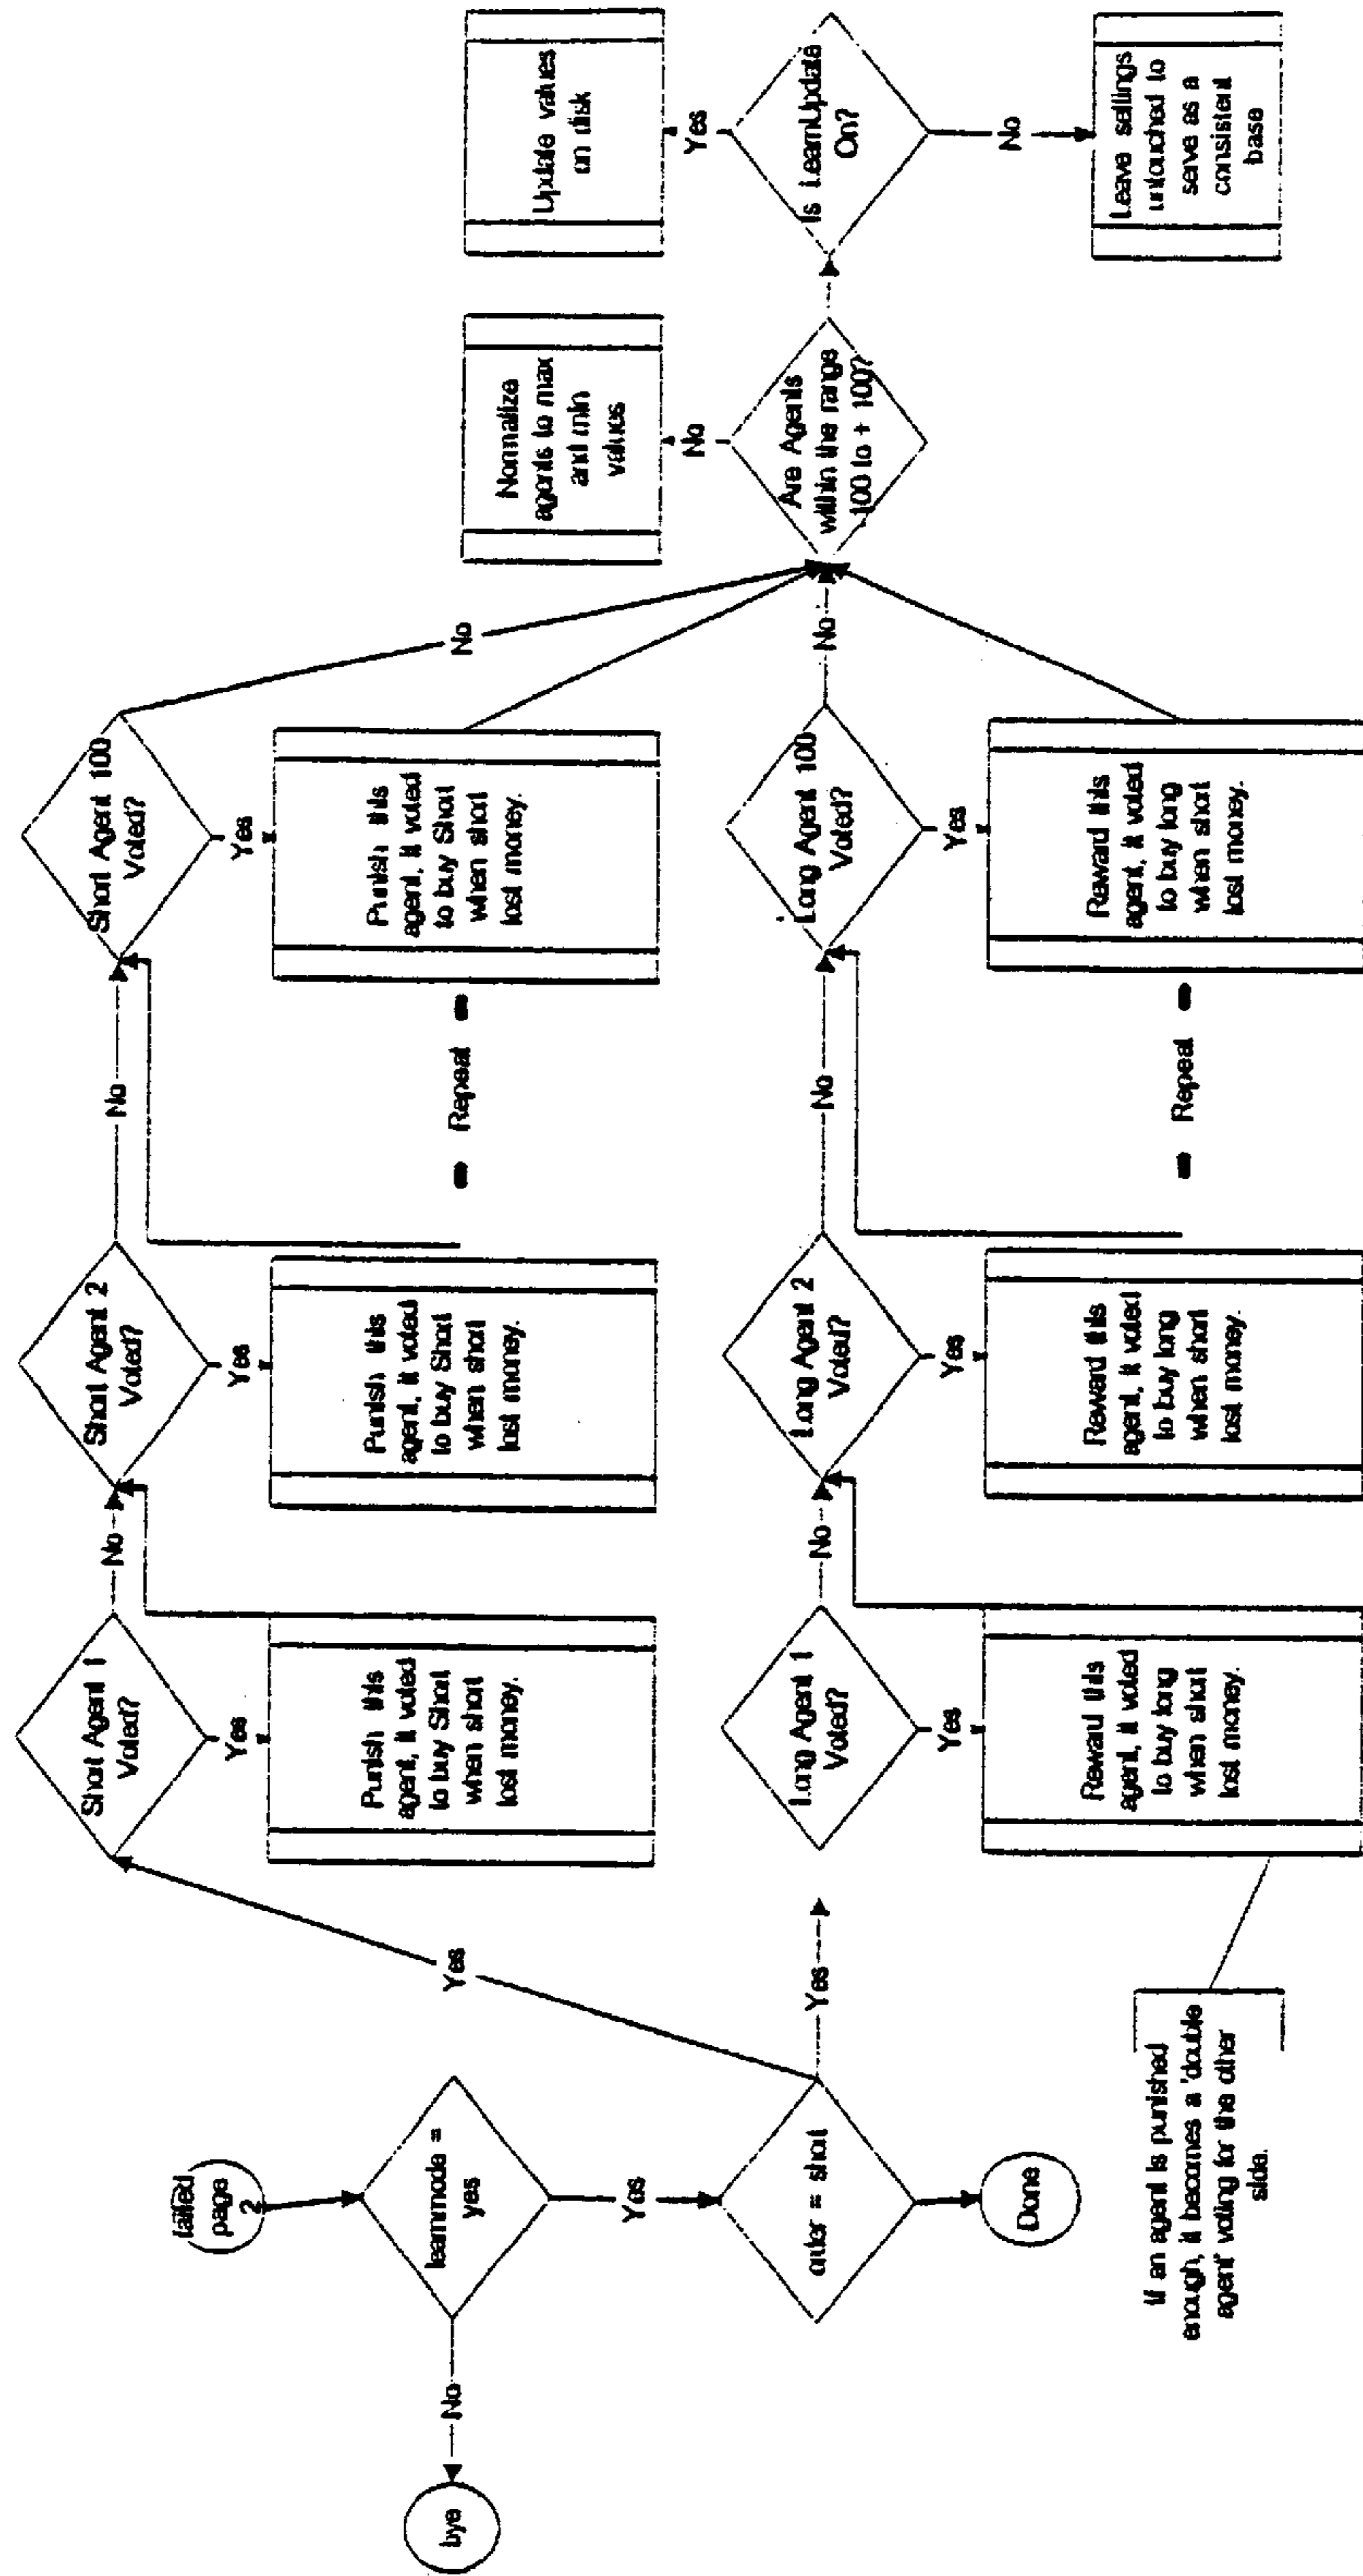 failed
page
2
learnmode =
yes
No
bye
Yes
order = short
Done
Yes
Yes
If an agent is punished
enough, it becomes a 'double
agent' voting for the other
side.
Short Agent 1
Voted?
No
Yes
Punish this
agent, it voted
to buy Short
when short
lost money.
Short Agent 2
Voted?
No
Yes
Punish this
agent, it voted
to buy Short
when short
lost money.
Repeat
Short Agent 100
Voted?
No
Yes
Punish this
agent, it voted
to buy Short
when short
lost money.
Long Agent 1
Voted?
No
Yes
Reward this
agent, it voted
to buy long
when short
lost money.
Long Agent 2
Voted?
No
Yes
Reward this
agent, it voted
to buy long
when short
lost money.
Repeat
Long Agent 100
Voted?
No
Yes
Reward this
agent, it voted
to buy long
when short
lost money.
Normalize
agents to max
and min
values
No
Are Agents
within the range
-100 to + 100?
Update values
on disk
Yes
Is LearnUpdate
On?
No
Leave settings
untouched to
serve as a
consistent
base